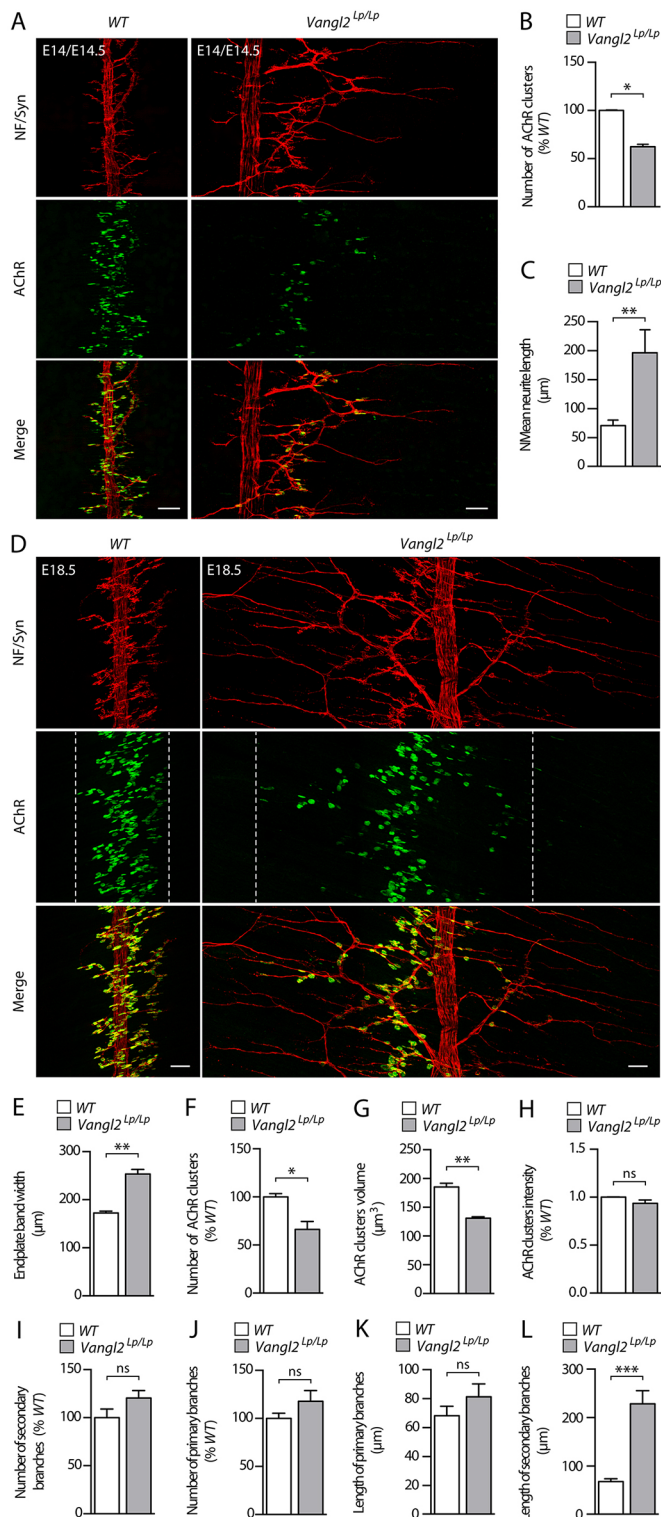 A
WT
Vangl2 Lp/Lp
E14/E14.5
NF/Syn
AChR
Merge
B
WT
Vangl2 Lp/Lp
Number of AChR clusters
(% WT)
150
100
50
0
*
C
WT
Vangl2 Lp/Lp
NMean neurite length
(µm)
250
200
150
100
50
0
**
D
WT
Vangl2 Lp/Lp
E18.5
NF/Syn
AChR
Merge
E
WT
Vangl2 Lp/Lp
Endplate band width
(µm)
300
200
100
0
**
F
WT
Vangl2 Lp/Lp
Number of AChR clusters
(% WT)
150
100
50
0
*
G
WT
Vangl2 Lp/Lp
AChR clusters volume
(µm³)
200
150
100
50
0
**
H
WT
Vangl2 Lp/Lp
AChR clusters intensity
(% WT)
1.5
1.0
0.5
0.0
ns
I
WT
Vangl2 Lp/Lp
Number of secondary
branches (% WT)
150
100
50
0
ns
J
WT
Vangl2 Lp/Lp
Number of primary branches
(% WT)
150
100
50
0
ns
K
WT
Vangl2 Lp/Lp
Length of primary branches
(µm)
100
80
60
40
20
0
ns
L
WT
Vangl2 Lp/Lp
Length of secondary branches
(µm)
300
200
100
0
***